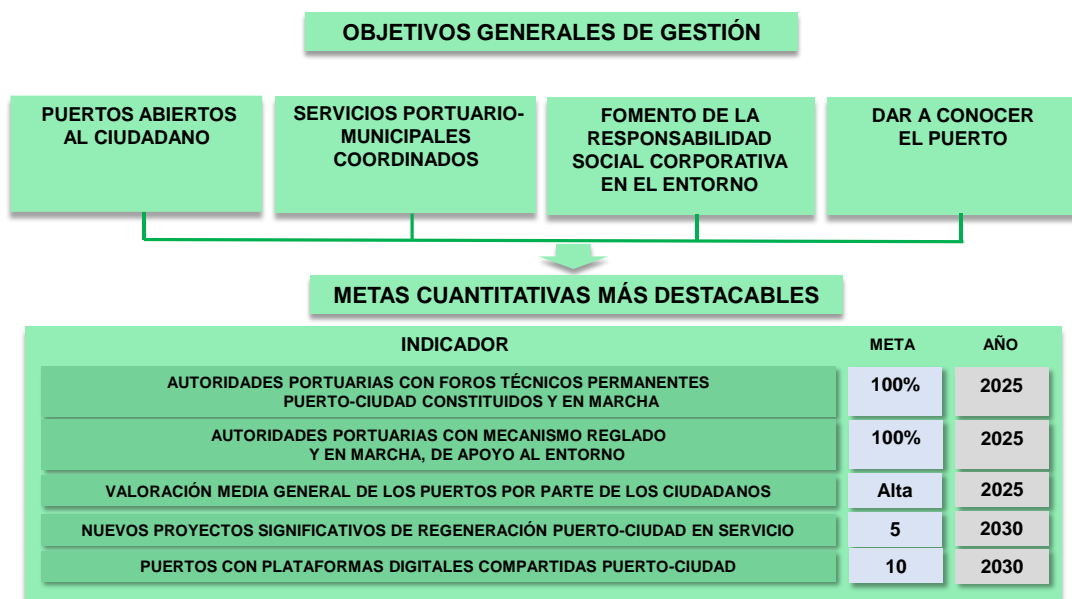 OBJETIVOS GENERALES DE GESTIÓN
PUERTOS ABIERTOS
AL CIUDADANO
SERVICIOS PORTUARIO-
MUNICIPALES
COORDINADOS
FOMENTO DE LA
RESPONSABILIDAD
SOCIAL CORPORATIVA
EN EL ENTORNO
DAR A CONOCER
EL PUERTO
METAS CUANTITATIVAS MÁS DESTACABLES
INDICADOR META AÑO
AUTORIDADES PORTUARIAS CON FOROS TÉCNICOS PERMANENTES
PUERTO-CIUDAD CONSTITUIDOS Y EN MARCHA
100% 2025
AUTORIDADES PORTUARIAS CON MECANISMO REGLADO
Y EN MARCHA, DE APOYO AL ENTORNO
100% 2025
VALORACIÓN MEDIA GENERAL DE LOS PUERTOS POR PARTE DE LOS CIUDADANOS Alta 2025
NUEVOS PROYECTOS SIGNIFICATIVOS DE REGENERACIÓN PUERTO-CIUDAD EN SERVICIO 5 2030
PUERTOS CON PLATAFORMAS DIGITALES COMPARTIDAS PUERTO-CIUDAD 10 2030